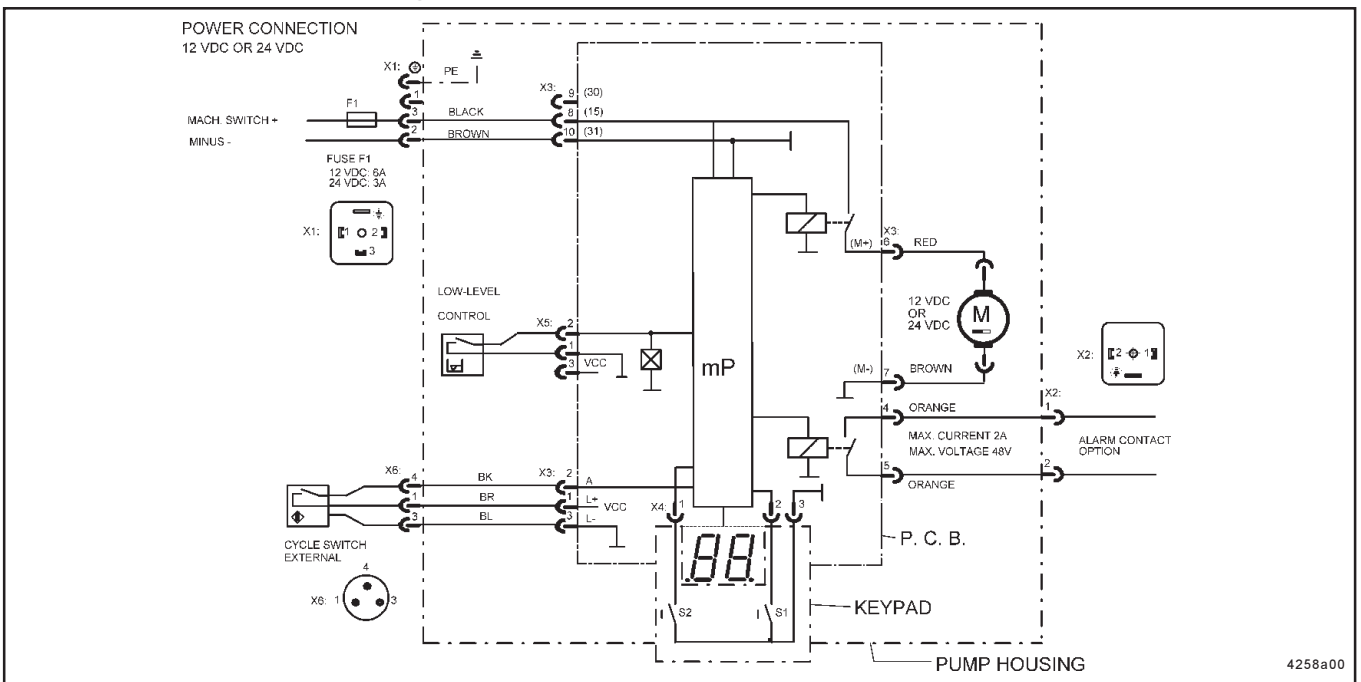 POWER CONNECTION
12 VDC OR 24 VDC
X1:
PE
1
F1
3
BLACK
X3:
9 (30)
8 (15)
MACH. SWITCH +
MINUS -
2
BROWN
10 (31)
FUSE F1
12 VDC: 6A
24 VDC: 3A
X1:
1 2
3
(M+)
X3:
6
RED
LOW-LEVEL
CONTROL
X5: 2
1
3
VCC
mP
12 VDC
OR
24 VDC
M
X2:
2 1
(M-)
7
BROWN
4
ORANGE
X2:
1
MAX. CURRENT 2A
MAX. VOLTAGE 48V
ALARM CONTACT
OPTION
5
ORANGE
2
X6:
4
BK
X3: 2
A
1
BR
1
L+
VCC
3
BL
3
L-
X4: 1
2
3
CYCLE SWITCH
EXTERNAL
X6:
4
1
3
88.
P. C. B.
S2
S1
KEYPAD
PUMP HOUSING
4258a00